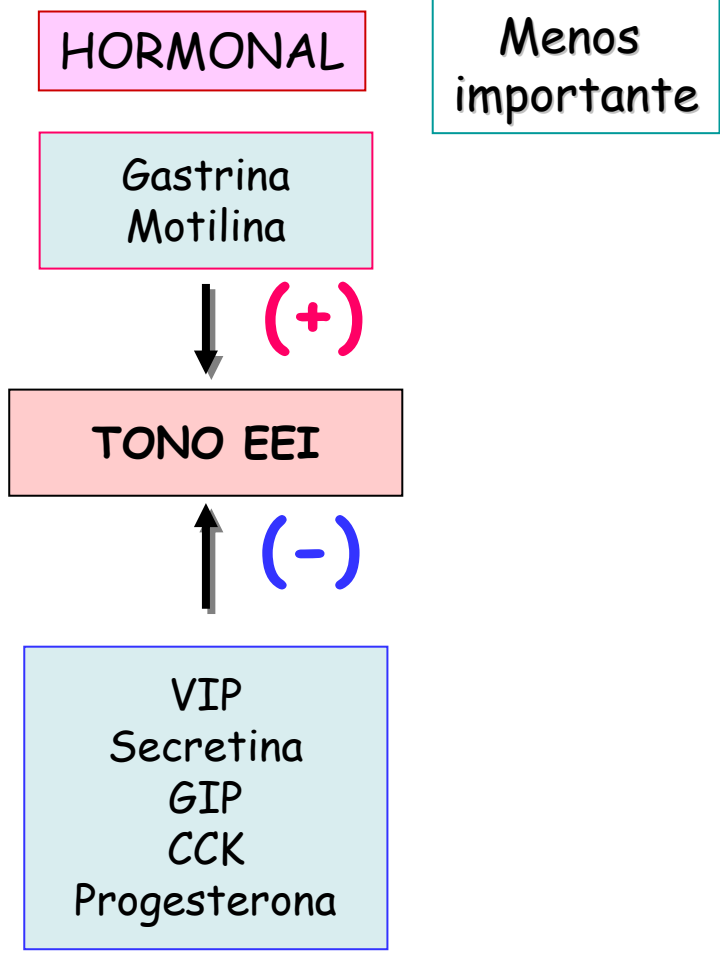 HORMONAL
Menos
importante
Gastrina
Motilina
(+)
TONO EEI
(-)
VIP
Secretina
GIP
CCK
Progesterona